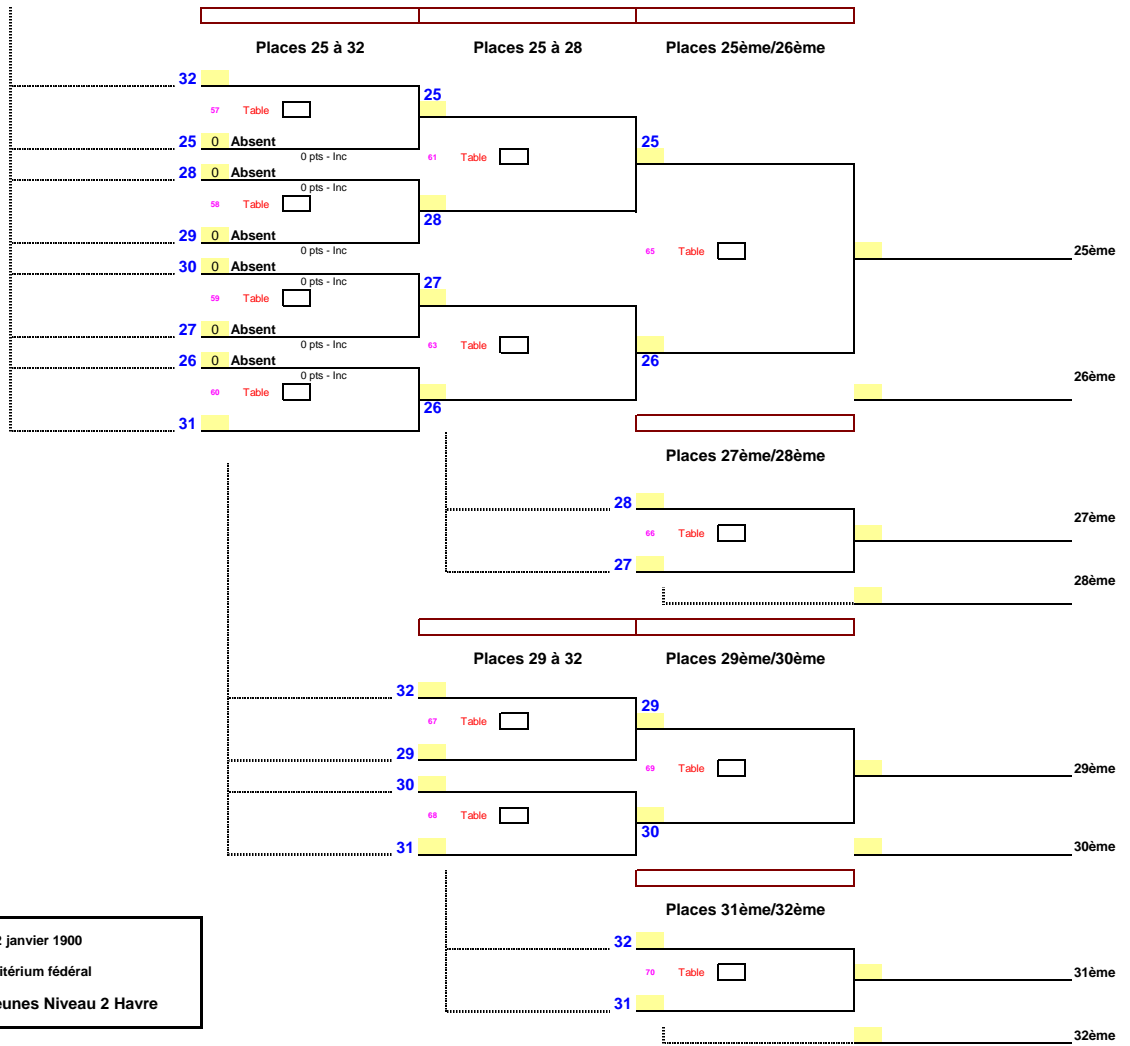 Places 25 à 32 Places 25 à 28 Places 25ème/26ème
32
25
57 Table
25 0 Absent
25
0 pts - Inc
61 Table
28 0 Absent
0 pts - Inc
58 Table
28
29 0 Absent
0 pts - Inc
65 Table
25ème
30 0 Absent
0 pts - Inc
27
59 Table
27 0 Absent
0 pts - Inc
63 Table
26 0 Absent
26
0 pts - Inc
26ème
60 Table
26
31
Places 27ème/28ème
28
27ème
66 Table
27
28ème
Places 29 à 32 Places 29ème/30ème
32
29
67 Table
29
69 Table
29ème
30
68 Table
30
31
30ème
Places 31ème/32ème
2 janvier 1900
32
itérium fédéral
70 Table
31ème
eunes Niveau 2 Havre
31
32ème